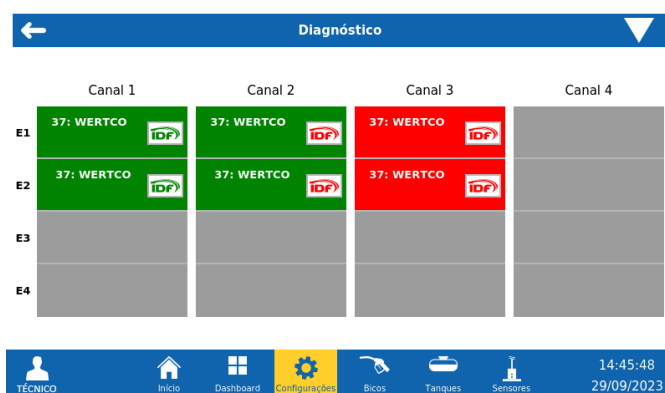 Diagnóstico
Canal 1 Canal 2 Canal 3 Canal 4
E1 37: WERTCO IDF 37: WERTCO IDF 37: WERTCO IDF
E2 37: WERTCO IDF 37: WERTCO IDF 37: WERTCO IDF
E3
E4
TÉCNICO Início Dashboard Configurações Bicos Tanques Sensores
14:45:48
29/09/2023